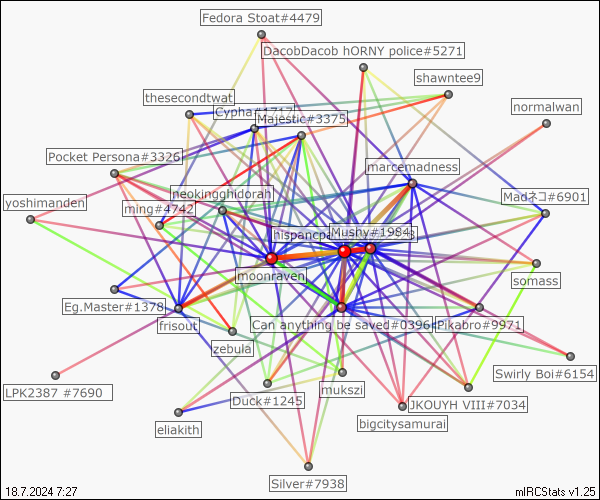 Fedora Stoat#4479
DacobDacob hORNY police#5271
shawntee9
thesecondtwat
Cypha#1717
normalwan
Majestic#3375
Pocket Persona#3326
marcemadness
neokingghidorah
Madネコ#6901
yoshimanden
ming#4742
hispancpa
Mushy#1984
moonraven
somass
Eg.Master#1378
frisout
Can anything be saved#0396
Pikabro#9971
zebuia
Swirly Boi#6154
LPK2387 #7690
mukszi
Duck#1245
JKOUYH VIII#7034
bigcitysamurai
eliakith
Silver#7938
18.7.2024 7:27
mIRCStats v1.25